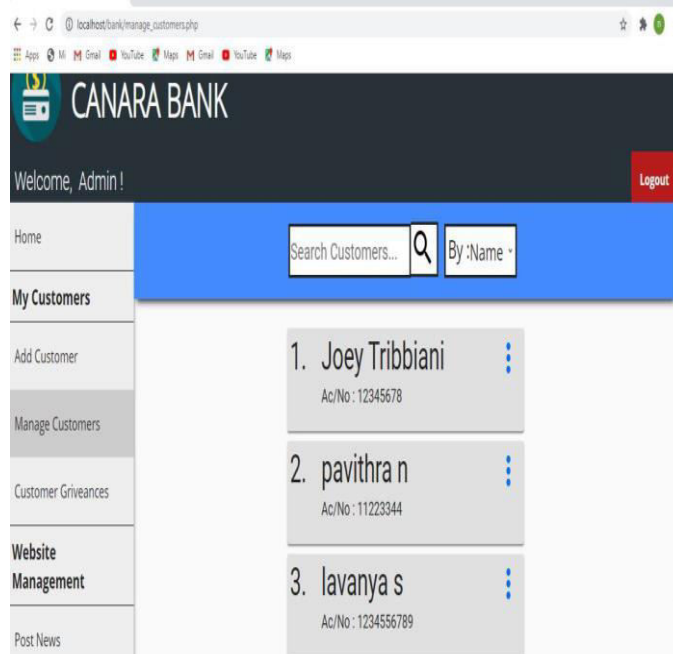 localhost/bank/manage_customers.php
Apps M Gmail YouTube Maps M Gmail YouTube Maps
CANARA BANK
Welcome, Admin !
Logout
Home
Search Customers...
By :Name
My Customers
Add Customer
Manage Customers
Customer Griveances
Website
Management
Post News
1. Joey Tribbiani
Ac/No : 12345678
2. pavithra n
Ac/No : 11223344
3. lavanya s
Ac/No : 1234556789